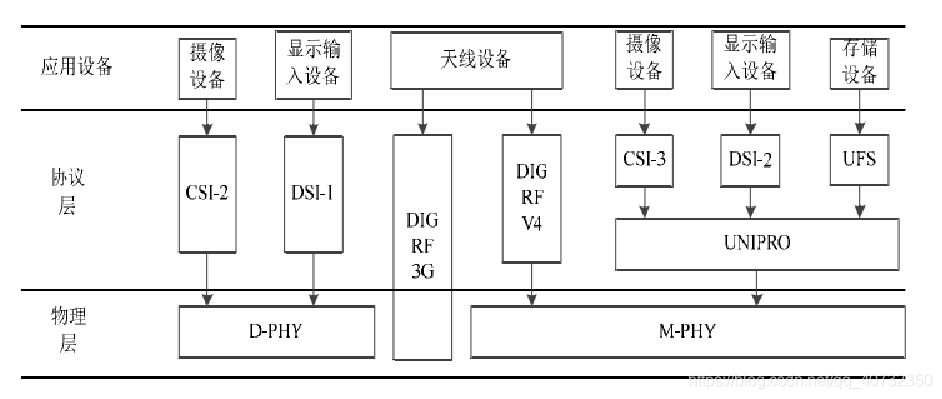 应用设备
摄像
设备
显示输
入设备
天线设备
摄像
设备
显示输
入设备
存储
设备
协议
层
CSI-2
DSI-1
DIG
RF
3G
DIG
RF
V4
CSI-3
DSI-2
UFS
UNIPRO
物理
层
D-PHY
M-PHY
https://blog.csdn.net/qq_40732350